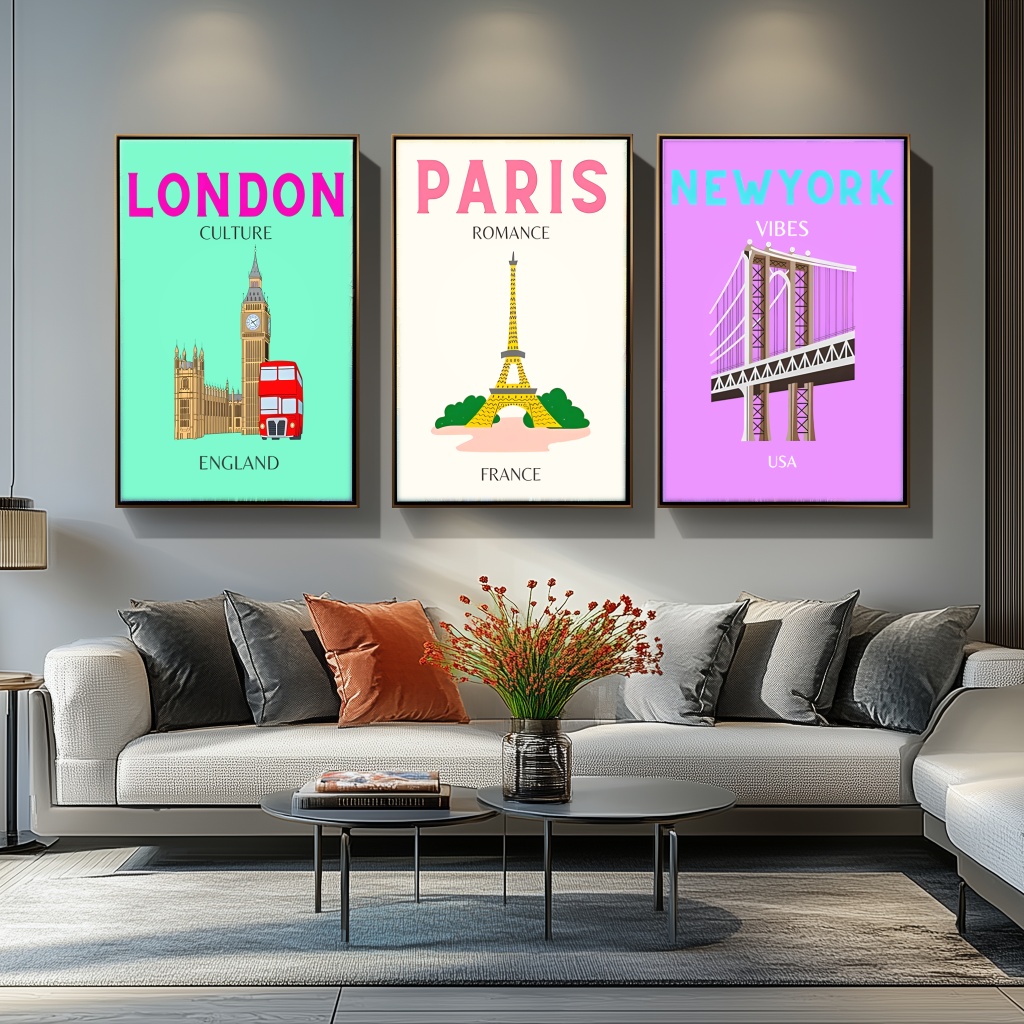 LONDON
CULTURE
ENGLAND
PARIS
ROMANCE
FRANCE
NEWYORK
VIBES
USA